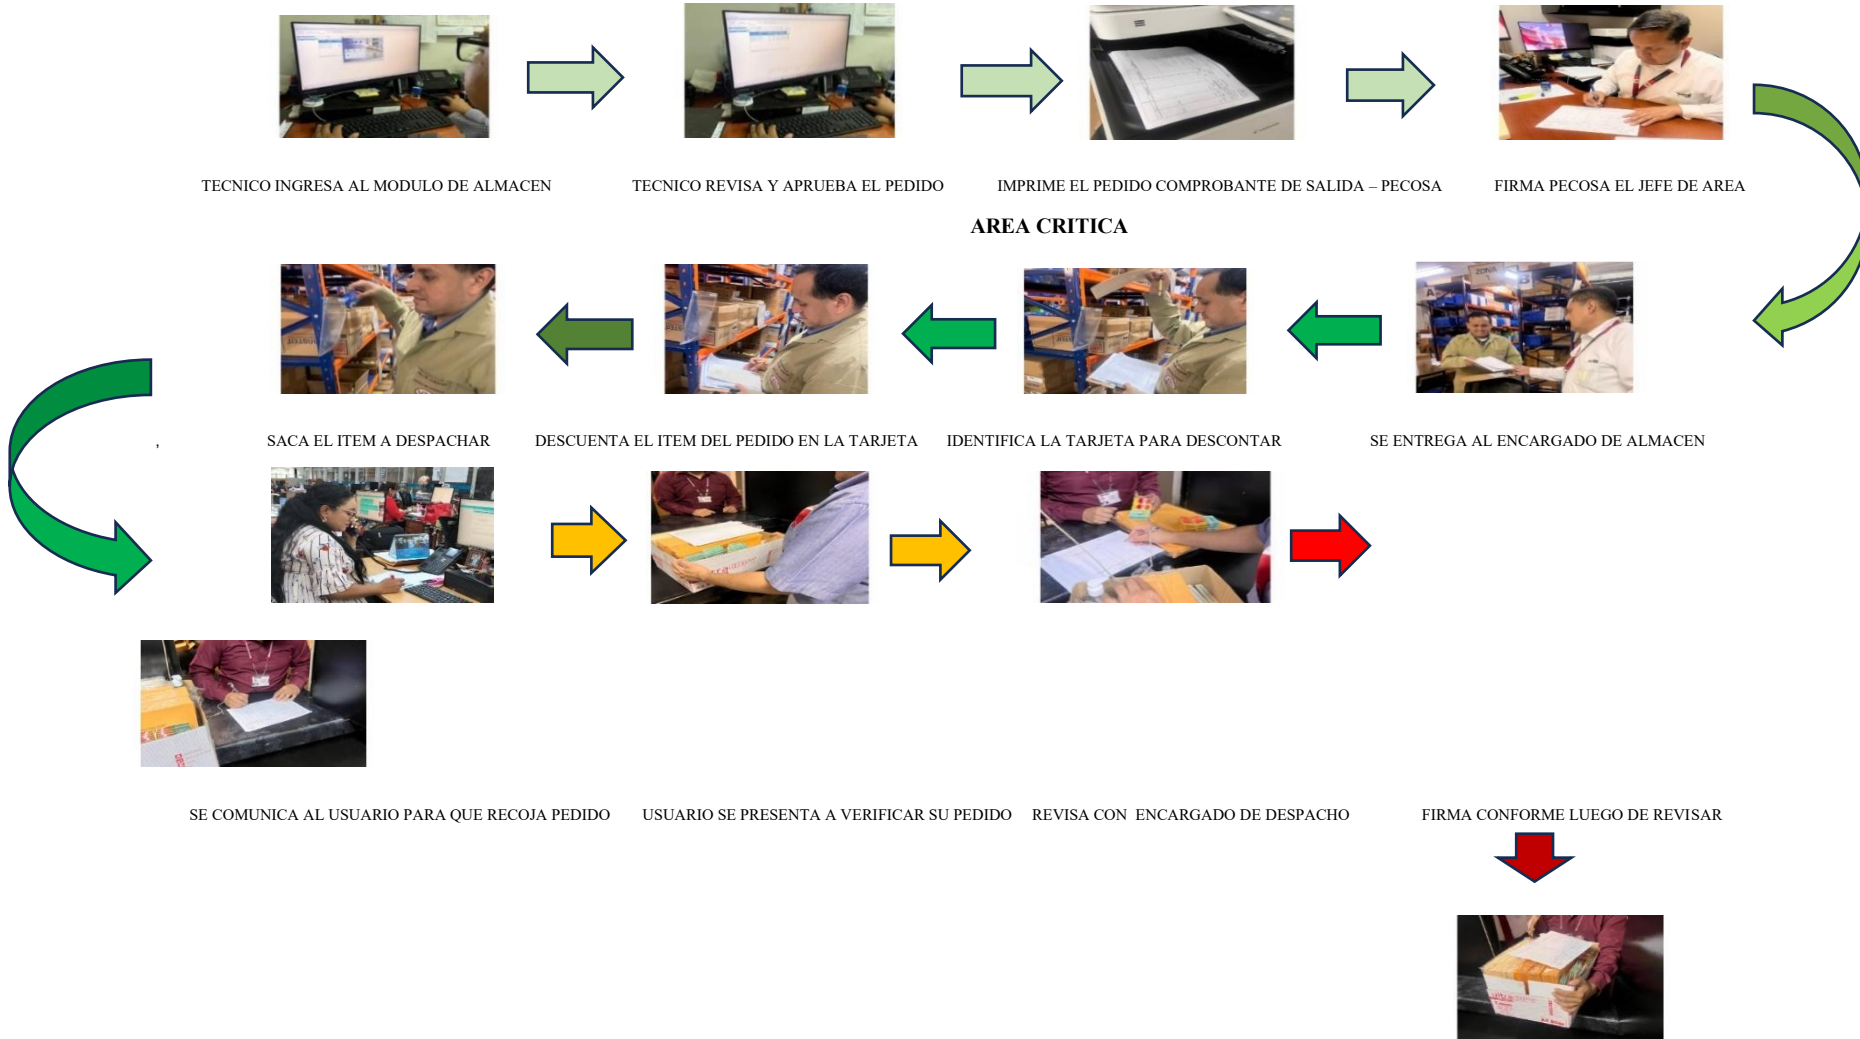 TECNICO INGRESA AL MODULO DE ALMACEN
TECNICO REVISA Y APRUEBA EL PEDIDO
IMPRIME EL PEDIDO COMPROBANTE DE SALIDA – PECOSA
FIRMA PECOSA EL JEFE DE AREA
AREA CRITICA
ZONA
,
SACA EL ITEM A DESPACHAR
DESCUENTA EL ITEM DEL PEDIDO EN LA TARJETA
IDENTIFICA LA TARJETA PARA DESCONTAR
SE ENTREGA AL ENCARGADO DE ALMACEN
SE COMUNICA AL USUARIO PARA QUE RECOJA PEDIDO
USUARIO SE PRESENTA A VERIFICAR SU PEDIDO
REVISA CON ENCARGADO DE DESPACHO
FIRMA CONFORME LUEGO DE REVISAR